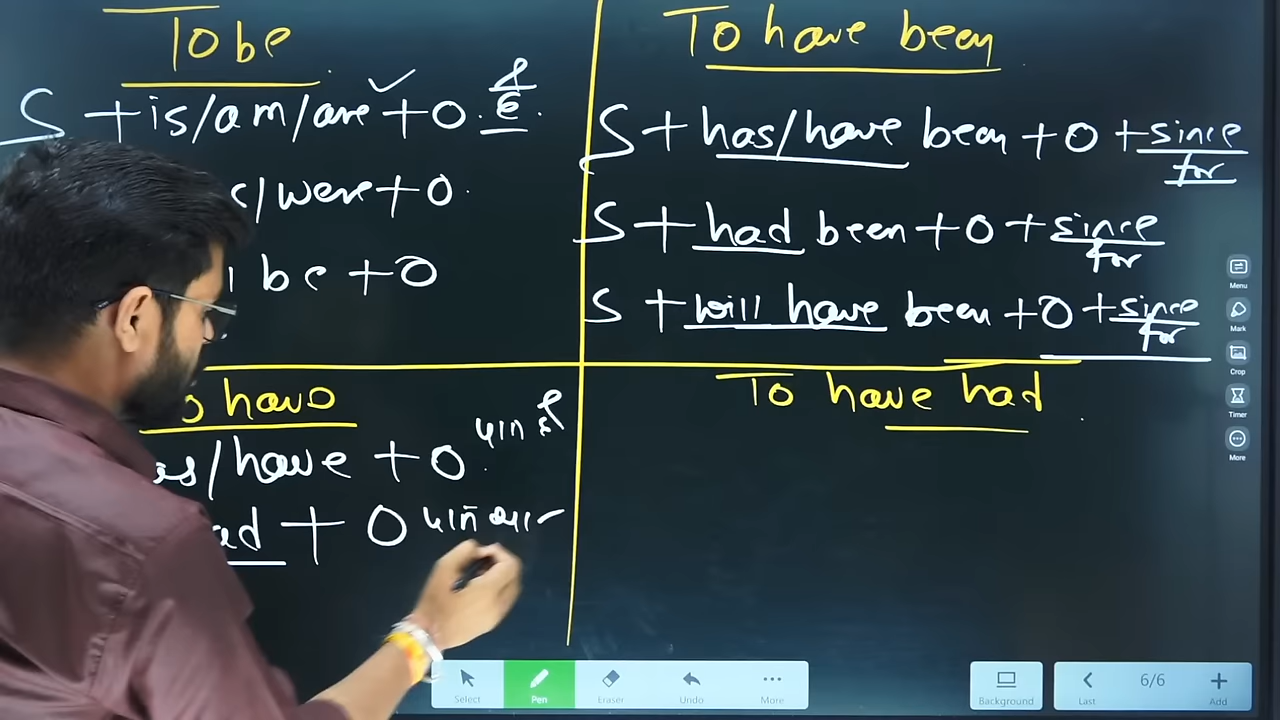 To be
S + is/am/are + O. है.
/were + O.
be + O
To have been
S + has/have been + O + since/for
S + had been + O + since/for
S + will have been + O + since/for
have
/have + O. पास है
ad + O पास था
To have had
Menu
Mark
Crop
Timer
More
Select
Pen
Eraser
Undo
More
Background
Last
6/6
Add